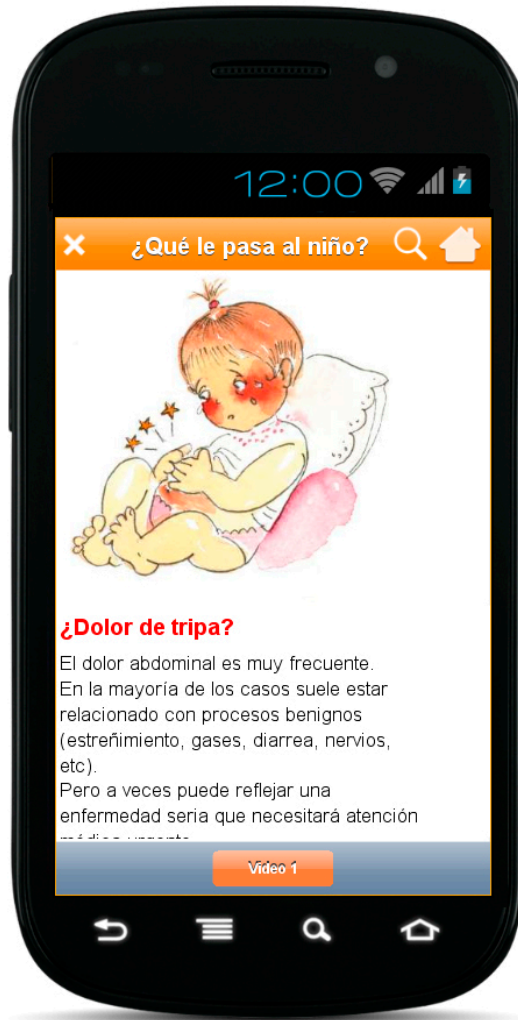 12:00
¿Qué le pasa al niño?
¿Dolor de tripa?
El dolor abdominal es muy frecuente.
En la mayoría de los casos suele estar
relacionado con procesos benignos
(estreñimiento, gases, diarrea, nervios,
etc).
Pero a veces puede reflejar una
enfermedad seria que necesitará atención
médica urgente
Video 1